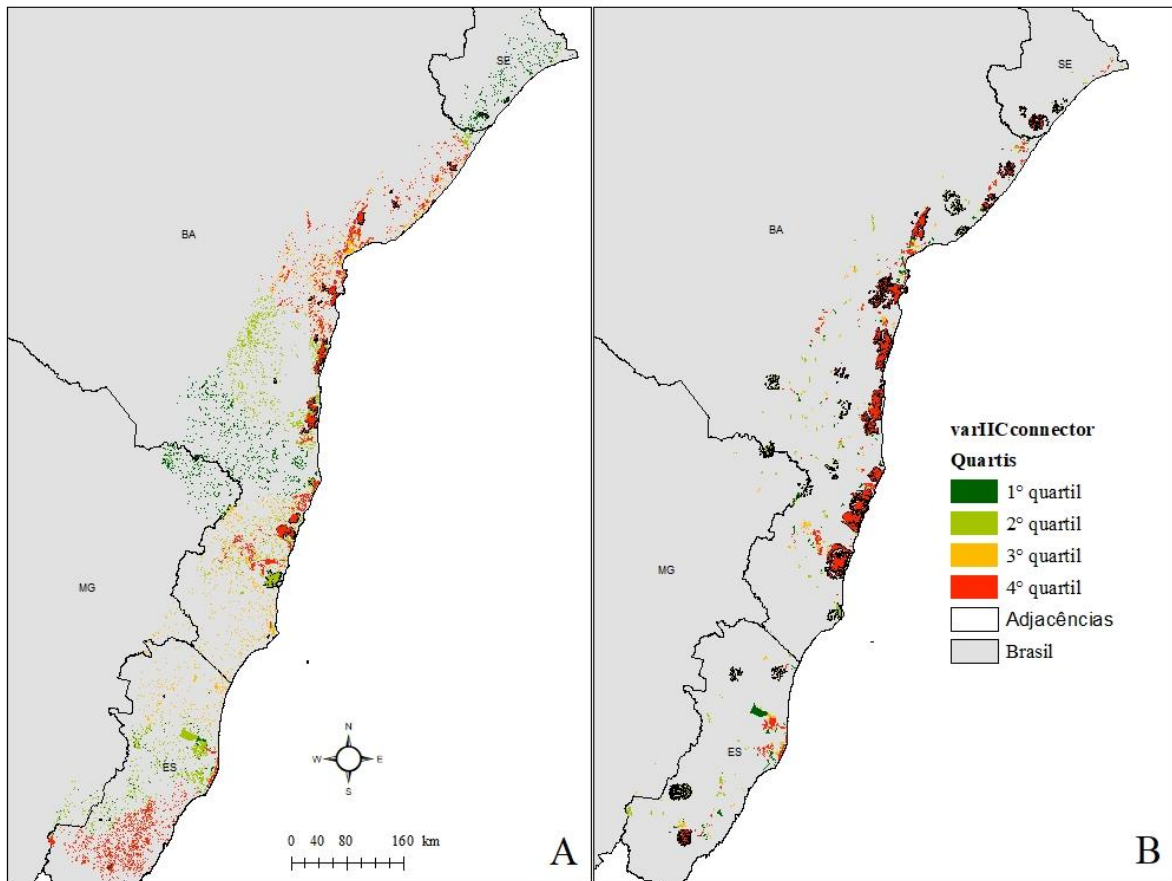 SE
BA
MG
ES
N
W E
S
0 40 80 160 km
A
SE
BA
MG
ES
varIICconnector
Quartis
1° quartil
2° quartil
3° quartil
4° quartil
Adjacências
Brasil
B